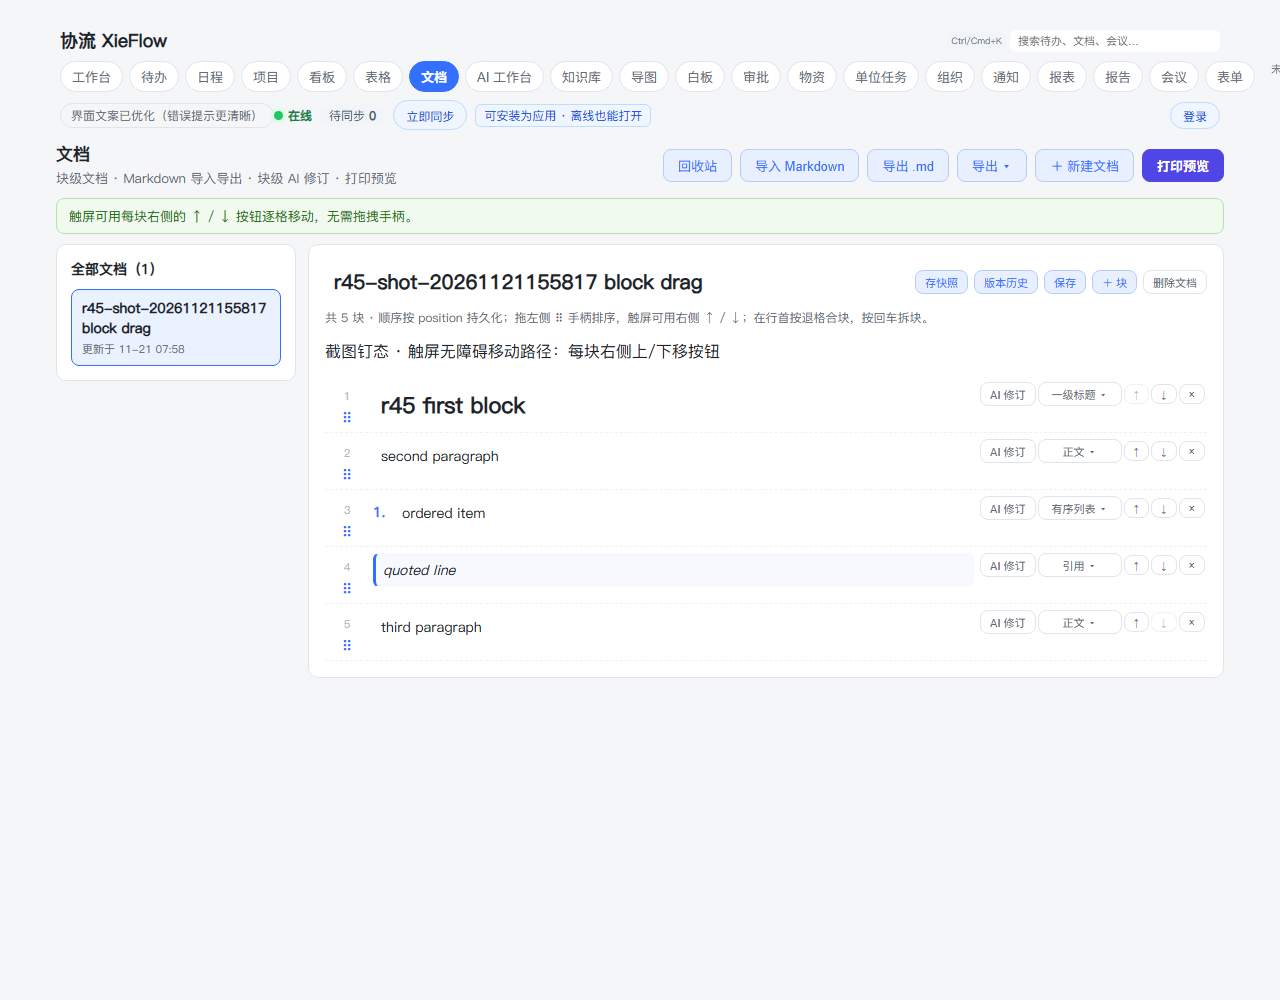 协流 XieFlow
Ctrl/Cmd+K 搜索待办、文档、会议...
工作台 待办 日程 项目 看板 表格 文档 AI 工作台 知识库 导图 白板 审批 物资 单位任务 组织 通知 报表 报告 会议 表单 未
界面文案已优化（错误提示更清晰） 在线 待同步 0 立即同步 可安装为应用 · 离线也能打开 登录
文档
块级文档 · Markdown 导入导出 · 块级 AI 修订 · 打印预览
回收站 导入 Markdown 导出 .md 导出 ▾ ＋ 新建文档 打印预览
触屏可用每块右侧的 ↑ / ↓ 按钮逐格移动，无需拖拽手柄。
全部文档（1）
r45-shot-20261121155817 block drag
更新于 11-21 07:58
r45-shot-20261121155817 block drag
存快照 版本历史 保存 ＋ 块 删除文档
共 5 块 · 顺序按 position 持久化；拖左侧 ⠿ 手柄排序，触屏可用右侧 ↑ / ↓；在行首按退格合块，按回车拆块。
截图钉态 · 触屏无障碍移动路径：每块右侧上/下移按钮
1 ⠿ r45 first block AI 修订 一级标题 ▾ ↑ ↓ ×
2 ⠿ second paragraph AI 修订 正文 ▾ ↑ ↓ ×
3 ⠿ 1. ordered item AI 修订 有序列表 ▾ ↑ ↓ ×
4 ⠿ quoted line AI 修订 引用 ▾ ↑ ↓ ×
5 ⠿ third paragraph AI 修订 正文 ▾ ↑ ↓ ×